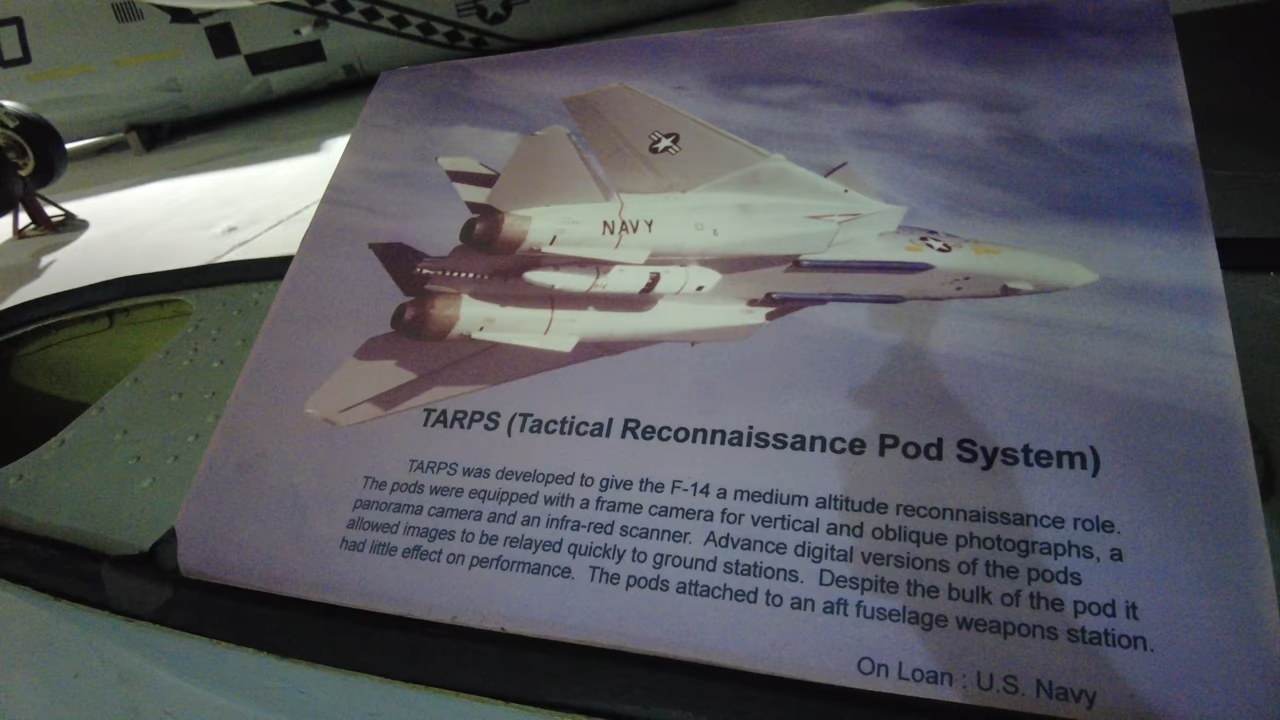 NAVY
TARPS (Tactical Reconnaissance Pod System)
TARPS was developed to give the F-14 a medium altitude reconnaissance role.
The pods were equipped with a frame camera for vertical and oblique photographs, a
panorama camera and an infra-red scanner. Advance digital versions of the pods
allowed images to be relayed quickly to ground stations. Despite the bulk of the pod it
had little effect on performance. The pods attached to an aft fuselage weapons station.
On Loan : U.S. Navy